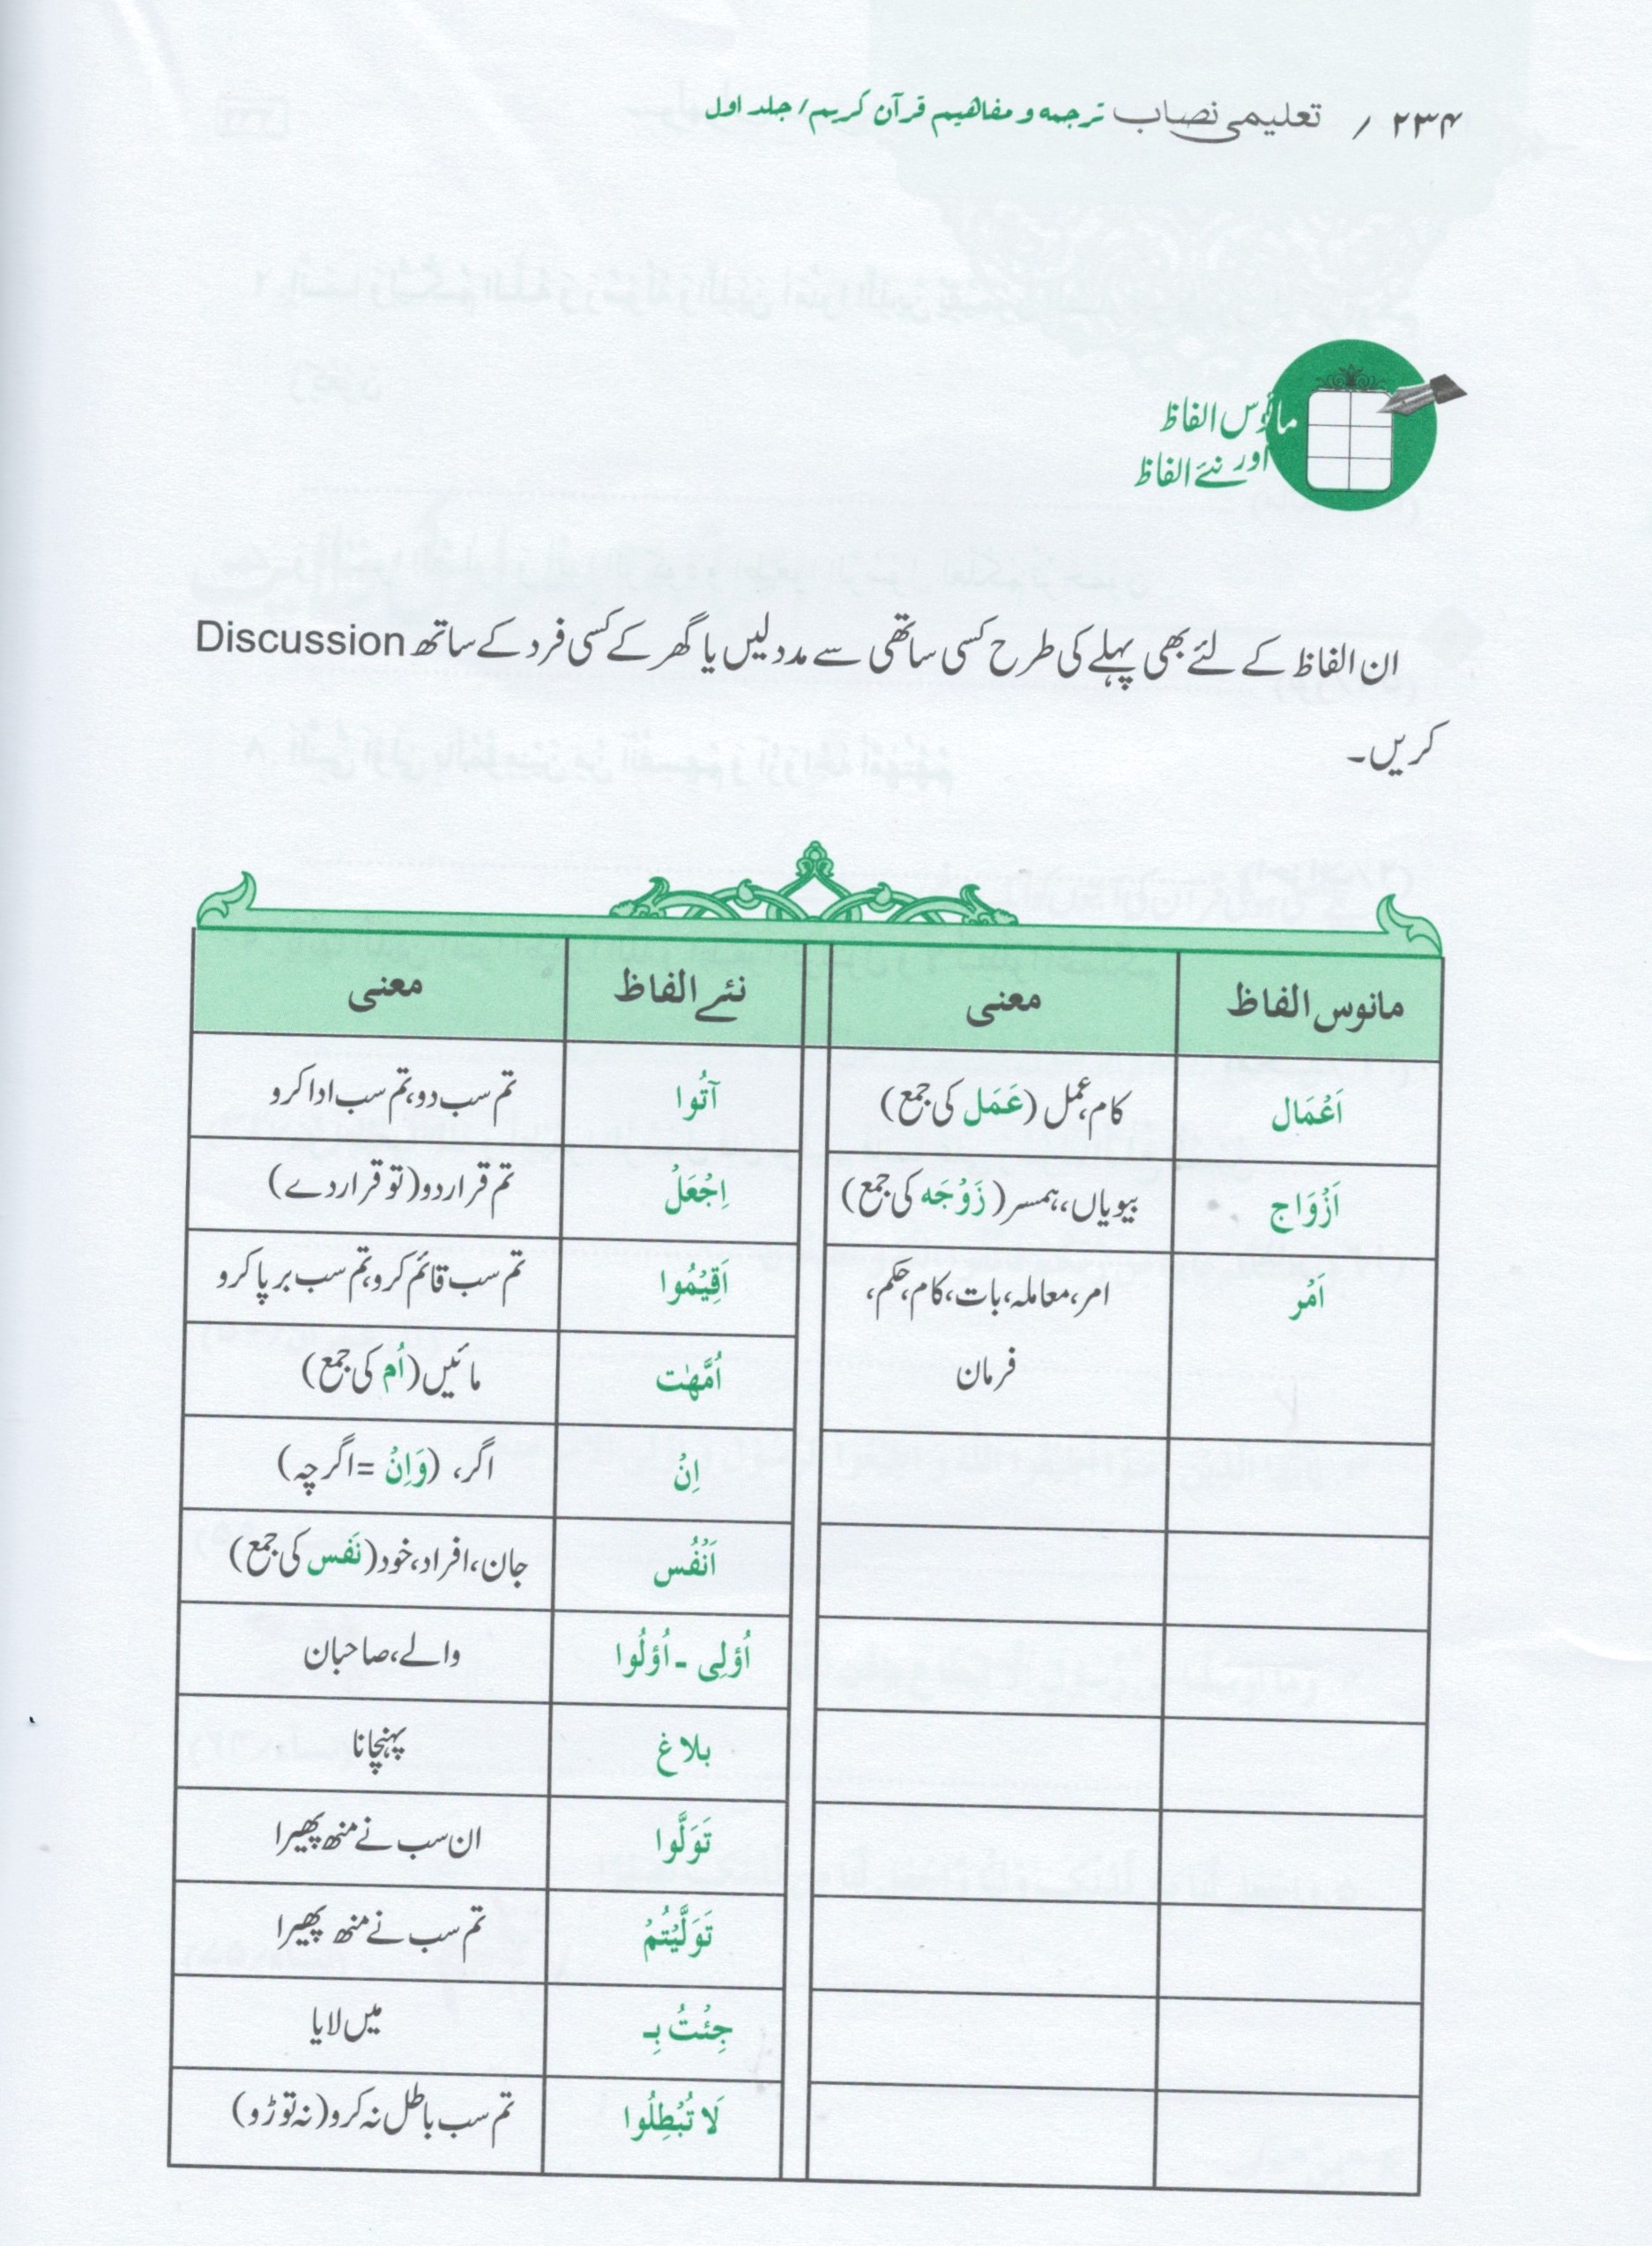 ۲۳۴ / تعلیمی نصاب ترجمه و مفاهیم قرآن کریم/ جلد اول
مانوس الفاظ
اور نئے الفاظ
ان الفاظ کے لئے بھی پہلے کی طرح کسی ساتھی سے مدد لیں یا گھر کے کسی فرد کے ساتھ Discussion
کریں۔
مانوس الفاظ معنی نئے الفاظ معنی
اَعْمَال کام،عمل (عَمَل کی جمع) آتُوا تم سب دو،تم سب ادا کرو
اَزْوَاج بیویاں،ہمسر (زَوْجَه کی جمع) اِجْعَلْ تم قرار دو(تو قرار دے)
اَمْر امر،معاملہ،بات،کام،حکم، اَقِیْمُوا تم سب قائم کرو،تم سب برپا کرو
فرمان اُمَّهٰت مائیں(اُم کی جمع)
اِنْ اگر، (وَاِنْ =اگرچہ)
اَنْفُس جان،افراد،خود(نَفَس کی جمع)
اُوْلِی ـ اُوْلُوا والے،صاحبان
بلاغ پہنچانا
تَوَلَّوا ان سب نے منھ پھیرا
تَوَلَّیْتُمْ تم سب نے منھ پھیرا
جِئْتُ بِـ میں لایا
لَا تُبْطِلُوا تم سب باطل نہ کرو(نہ توڑو)